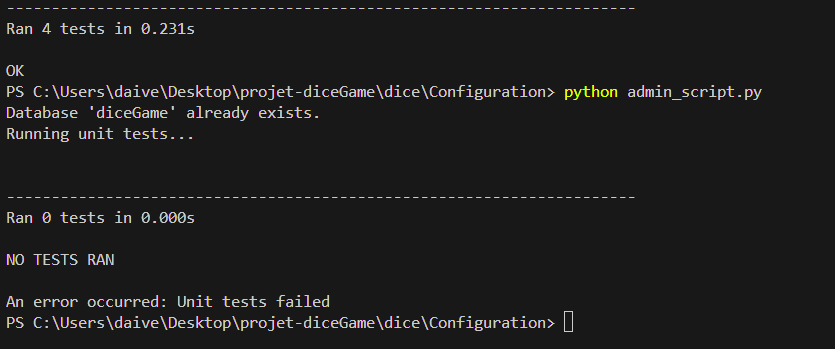 ----------------------------------------------------------------------
Ran 4 tests in 0.231s
OK
PS C:\Users\daive\Desktop\projet-diceGame\dice\Configuration> python admin_script.py
Database 'diceGame' already exists.
Running unit tests...
----------------------------------------------------------------------
Ran 0 tests in 0.000s
NO TESTS RAN
An error occurred: Unit tests failed
PS C:\Users\daive\Desktop\projet-diceGame\dice\Configuration>